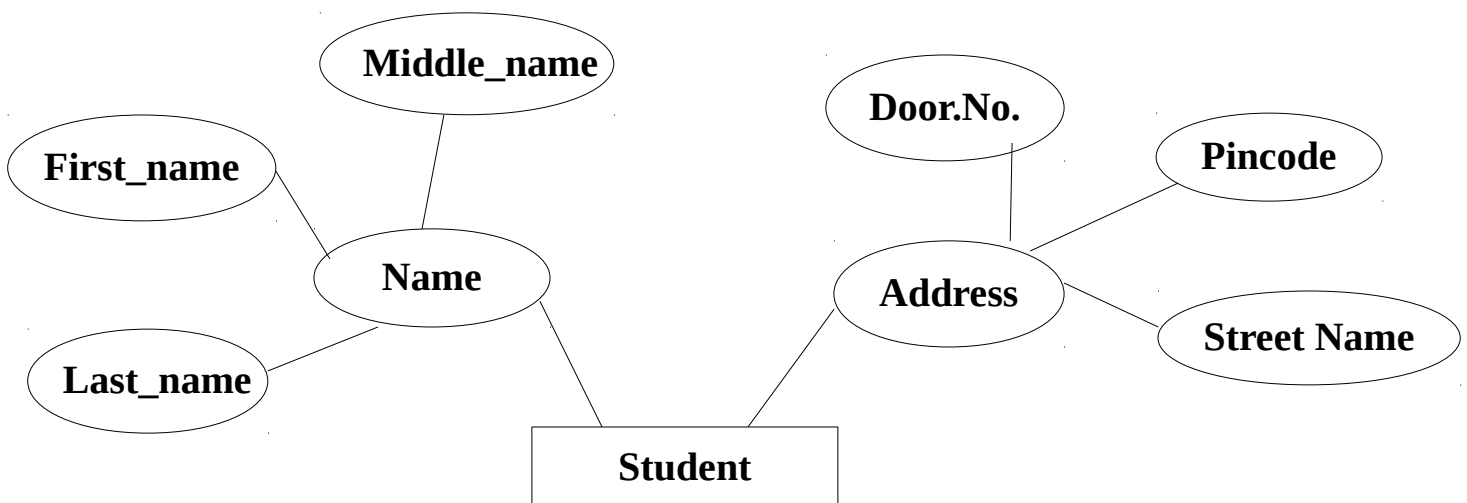 Middle_name
Door.No.
First_name
Pincode
Name
Address
Street Name
Last_name
Student